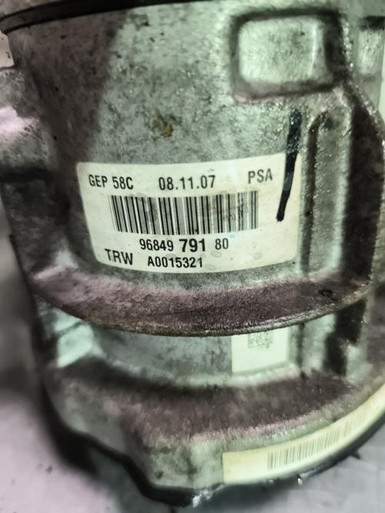 GEP 58C 08.11.07 PSA
96849 791 80
TRW A0015321